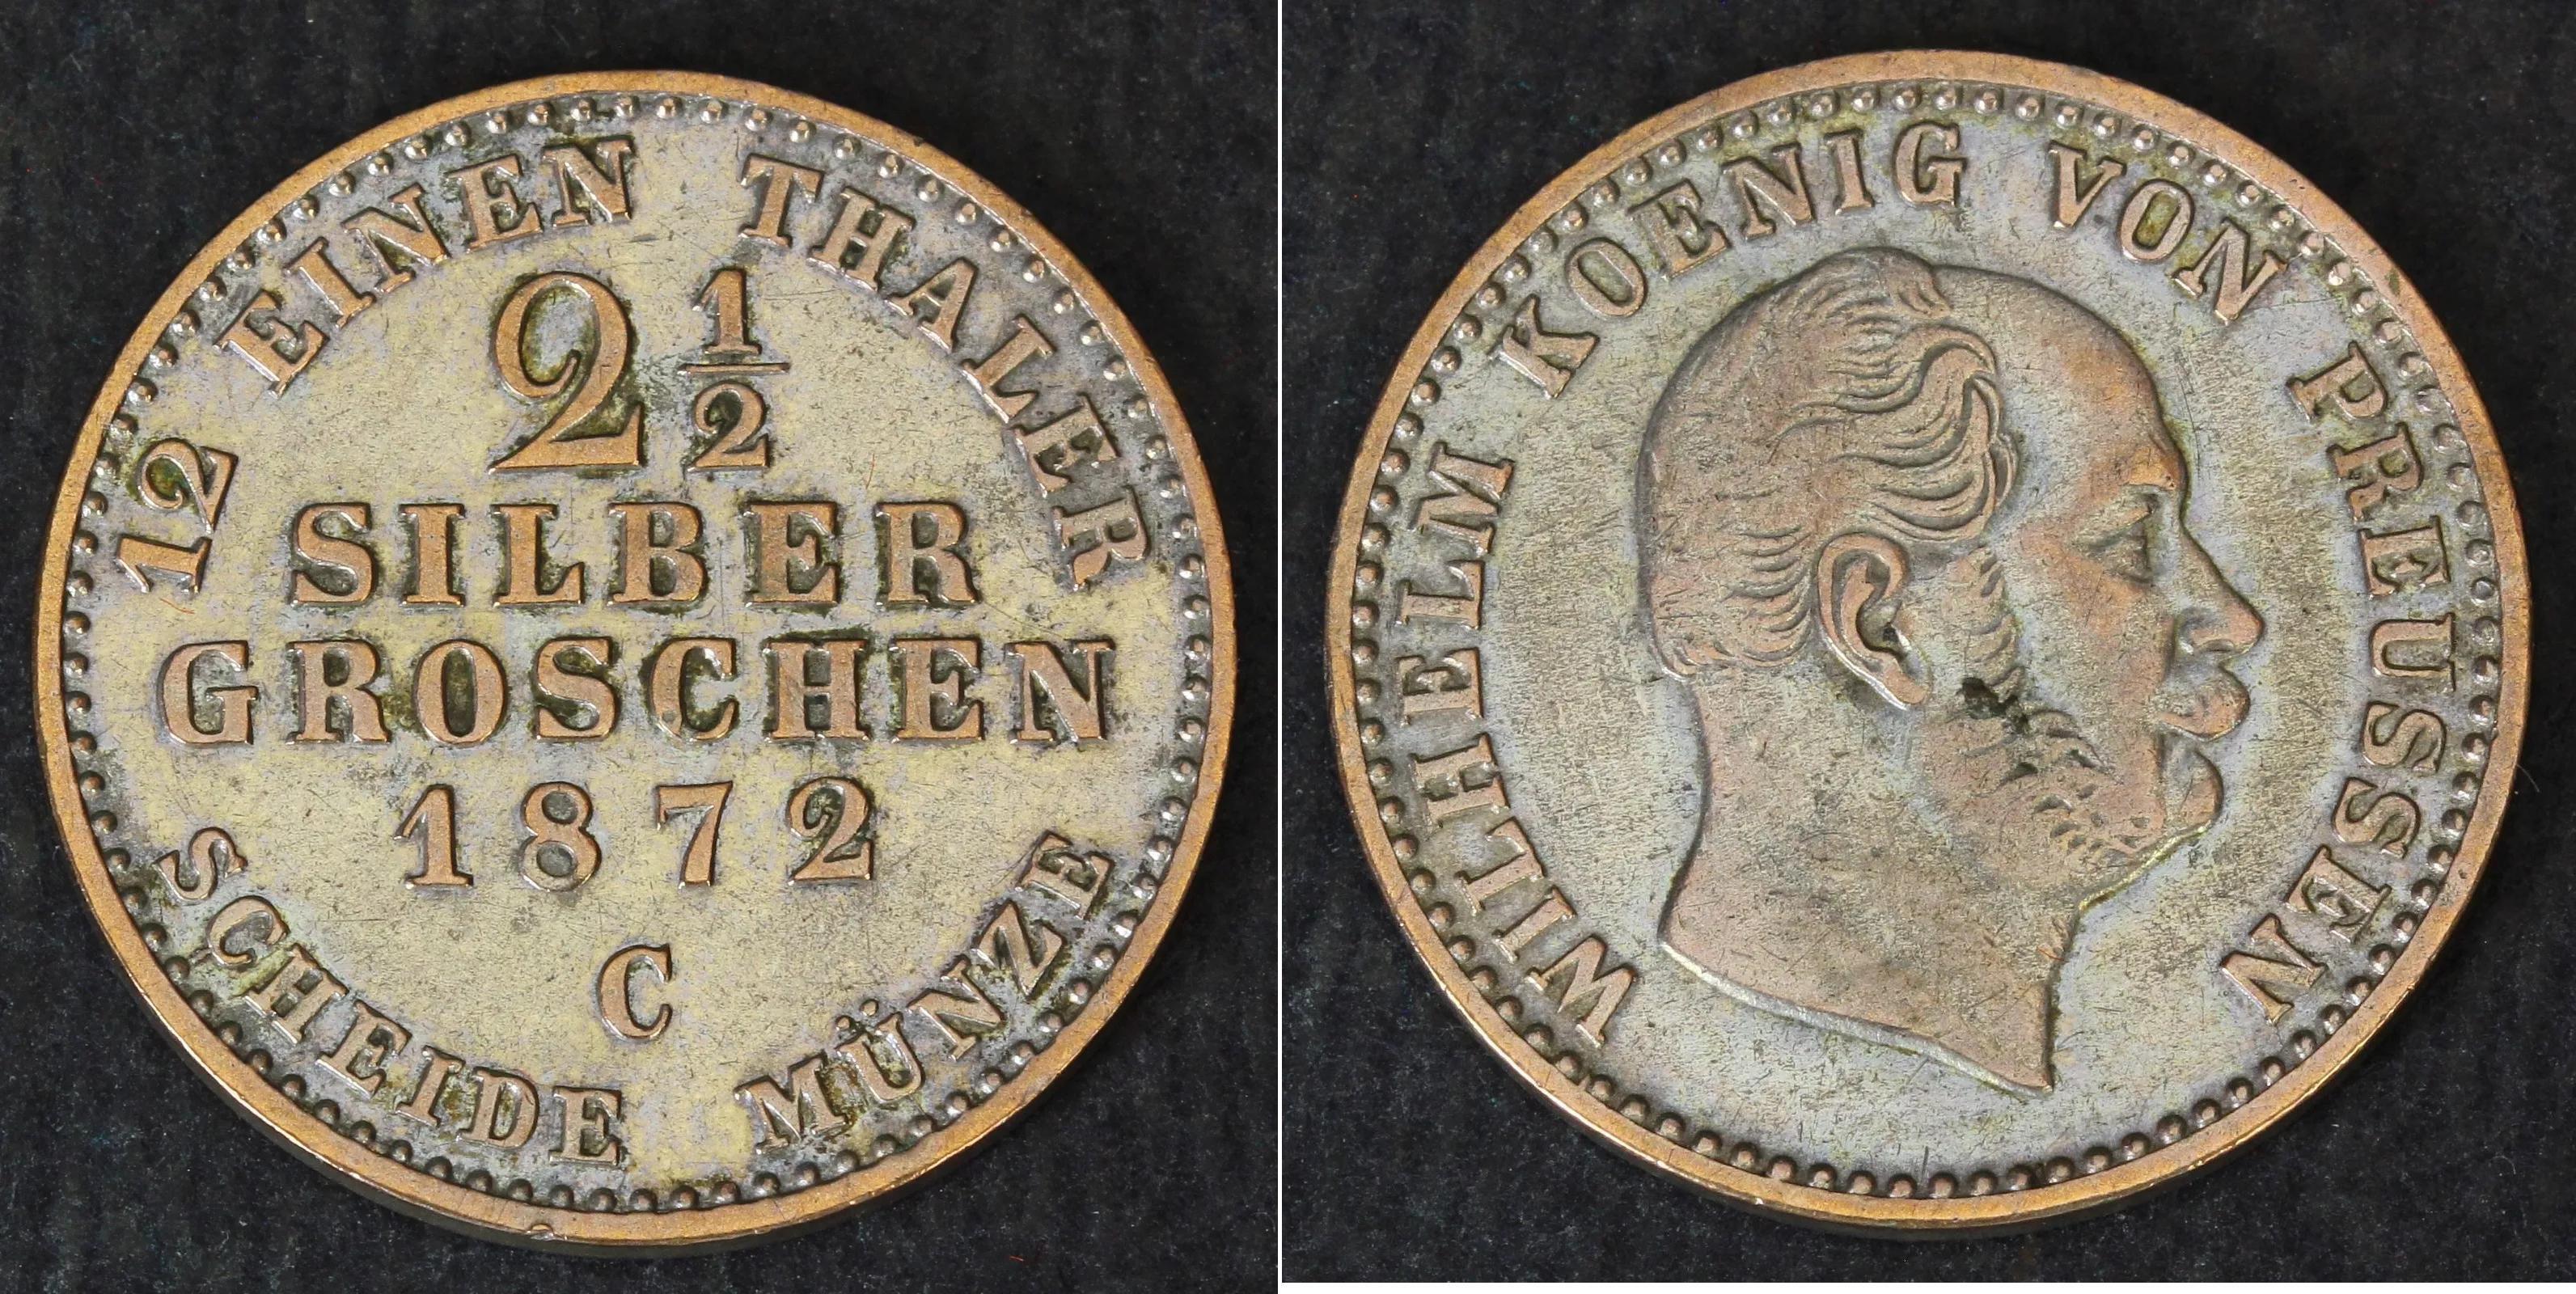 12 EINEN THALER
2 1/2
SILBER
GROSCHEN
1872
C
SCHEIDE MÜNZE
WILHELM KOENIG VON PREUSSEN